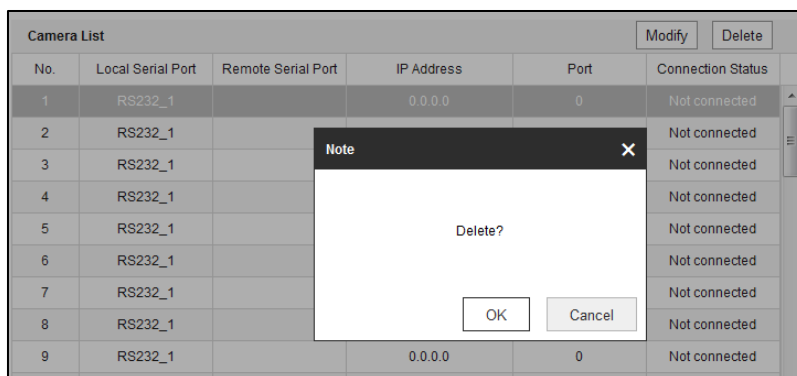 Camera List Modify Delete
No. Local Serial Port Remote Serial Port IP Address Port Connection Status
1 RS232_1 0.0.0.0 0 Not connected
2 RS232_1 Not connected
Note
3 RS232_1 Not connected
4 RS232_1 Not connected
5 RS232_1 Delete? Not connected
6 RS232_1 Not connected
7 RS232_1 Not connected
OK Cancel
8 RS232_1 Not connected
9 RS232_1 0.0.0.0 0 Not connected